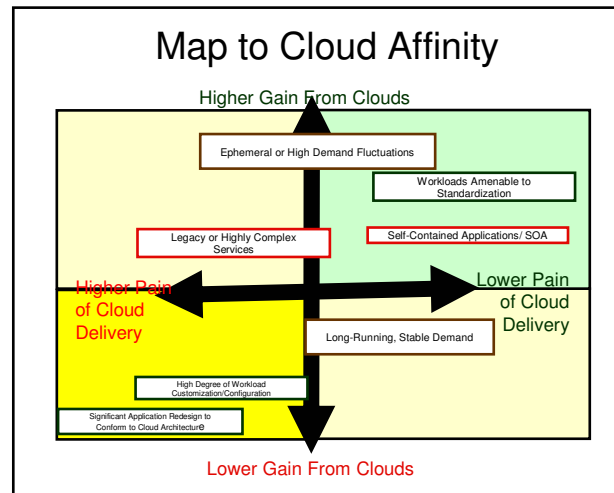 Map to Cloud Affinity
Higher Gain From Clouds
Ephemeral or High Demand Fluctuations
Workloads Amenable to
Standardization
Legacy or Highly Complex
Services
Self-Contained Applications/ SOA
Higher Pain
of Cloud
Delivery
Lower Pain
of Cloud
Delivery
Long-Running, Stable Demand
High Degree of Workload
Customization/Configuration
Significant Application Redesign to
Conform to Cloud Architecture
Lower Gain From Clouds